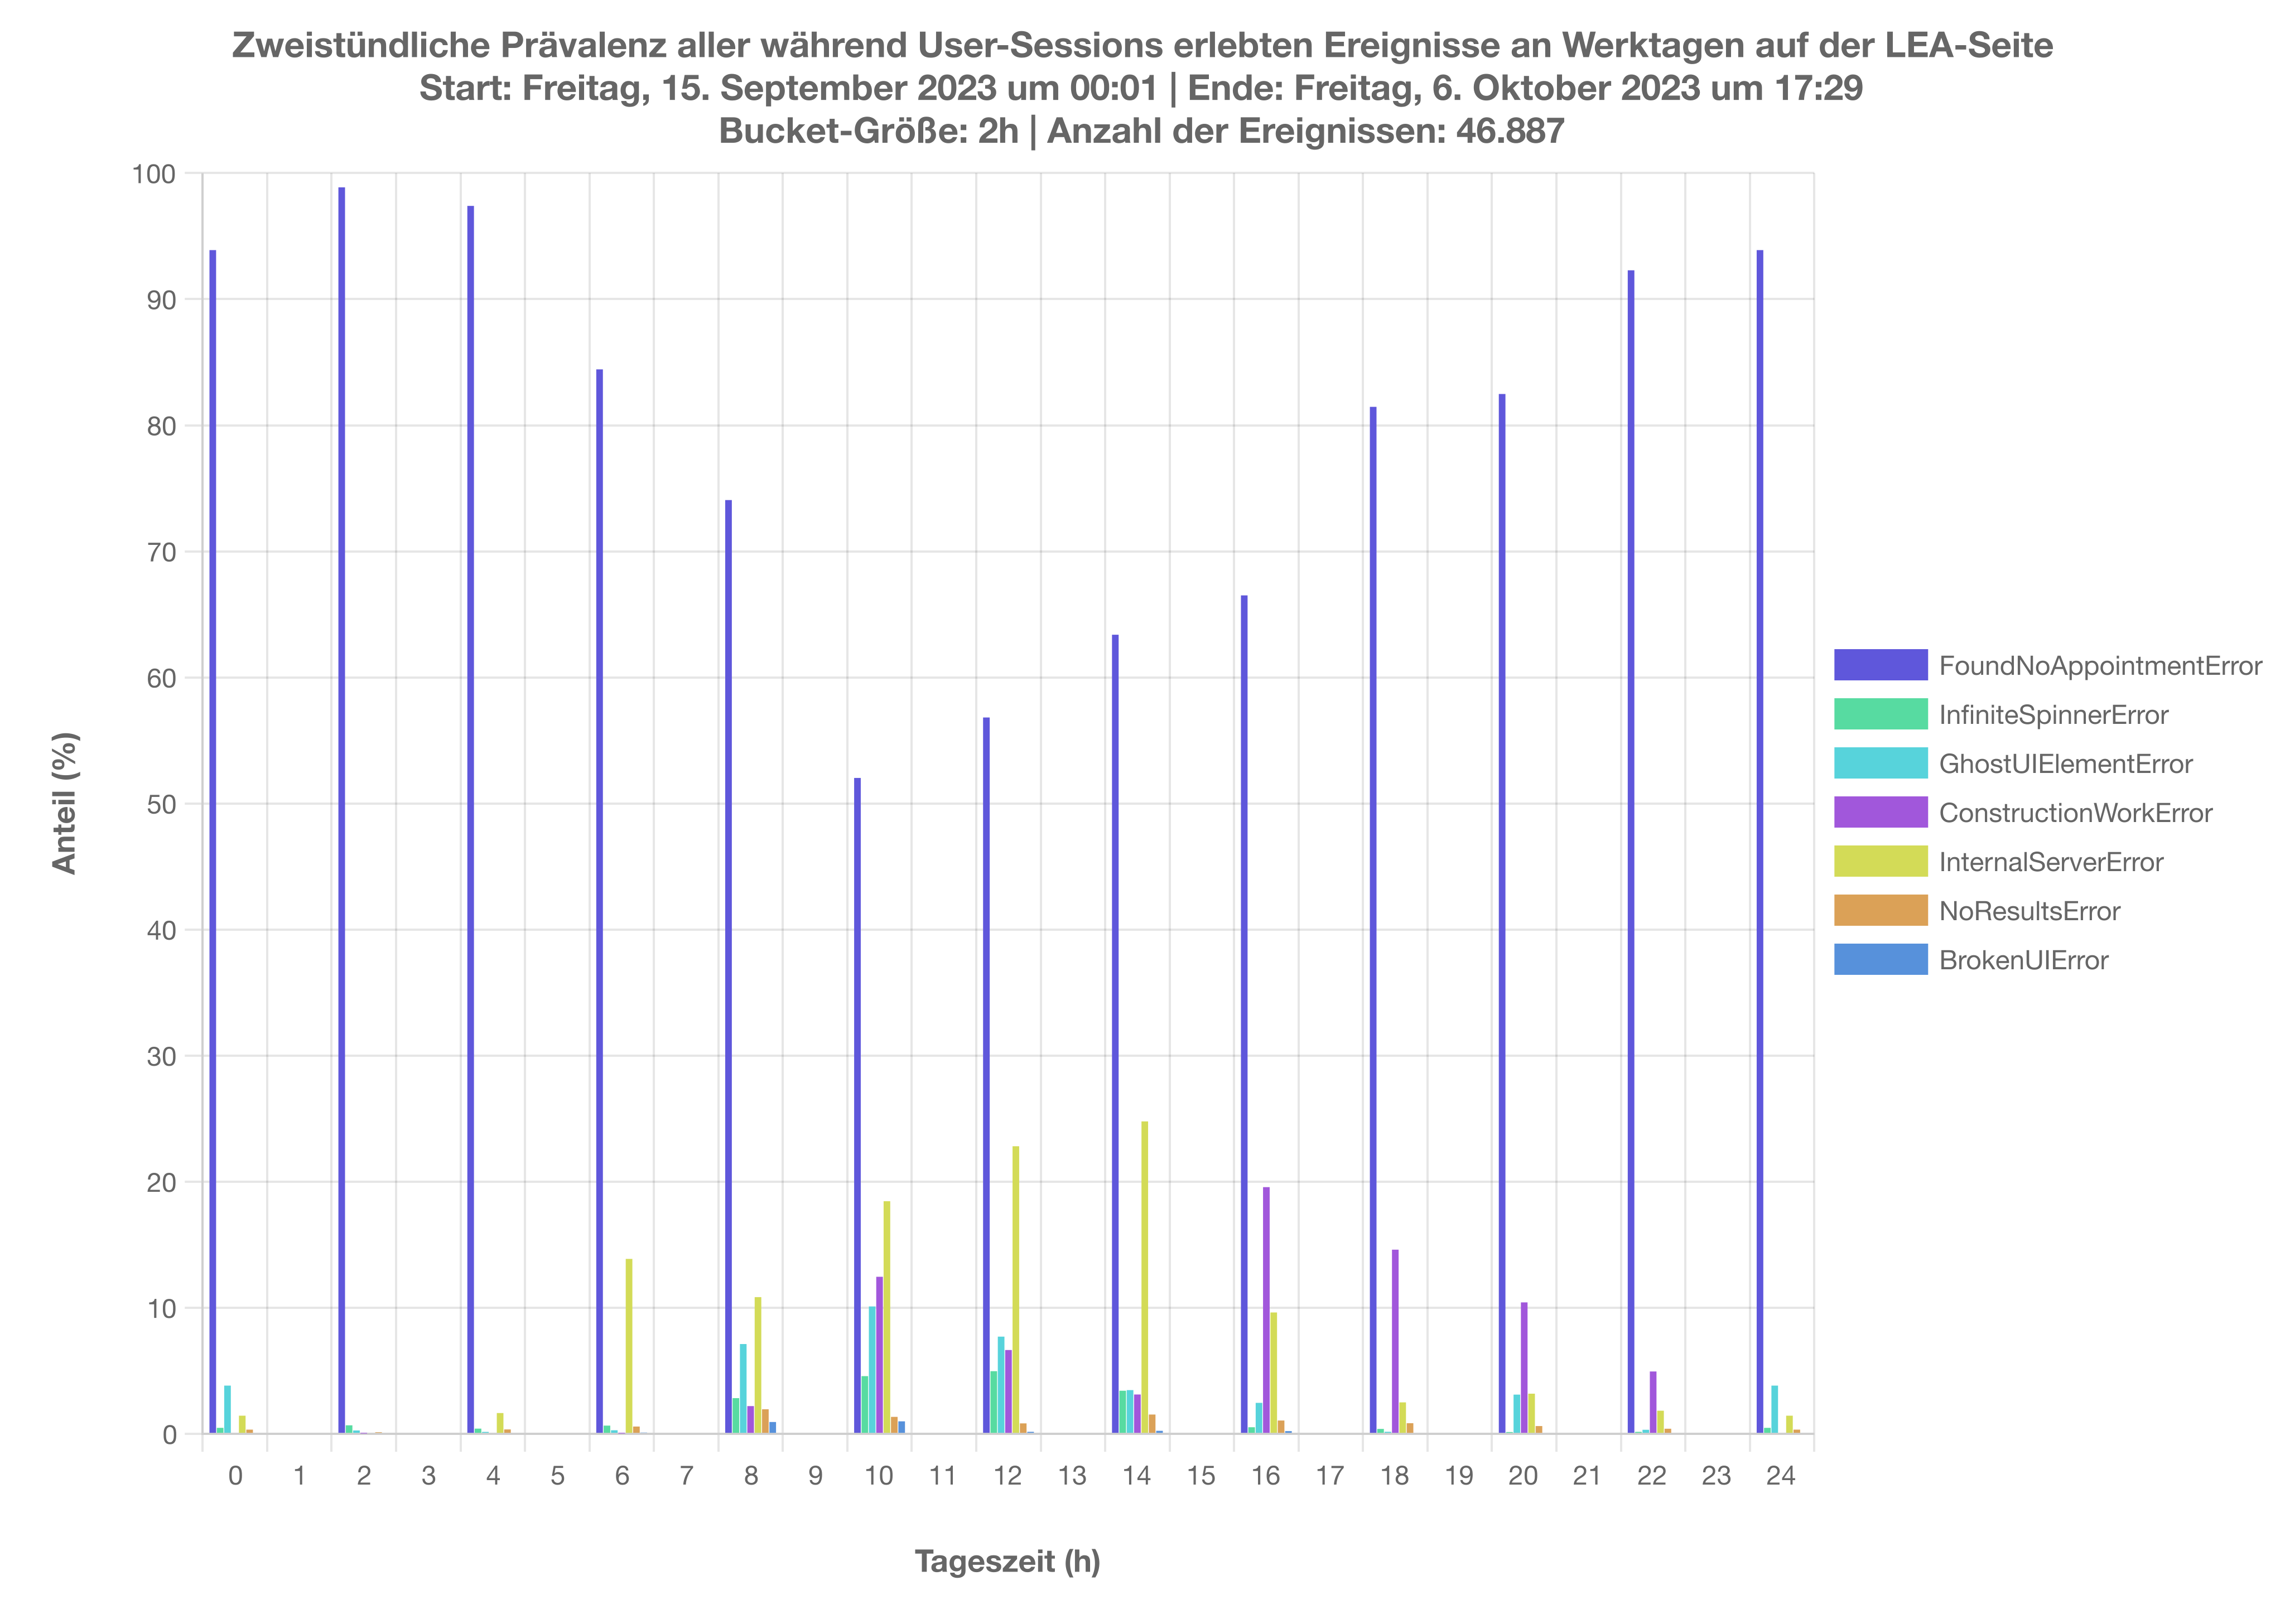 Zweistündliche Prävalenz aller während User-Sessions erlebten Ereignisse an Werktagen auf der LEA-Seite
Start: Freitag, 15. September 2023 um 00:01 | Ende: Freitag, 6. Oktober 2023 um 17:29
Bucket-Größe: 2h | Anzahl der Ereignissen: 46.887
100
90
80
70
60
50
40
30
20
10
0
Anteil (%)
0 1 2 3 4 5 6 7 8 9 10 11 12 13 14 15 16 17 18 19 20 21 22 23 24
Tageszeit (h)
FoundNoAppointmentError
InfiniteSpinnerError
GhostUIElementError
ConstructionWorkError
InternalServerError
NoResultsError
BrokenUIError